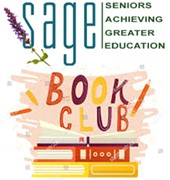 sage
SENIORS
ACHIEVING
GREATER
EDUCATION
BOOK
CLUB